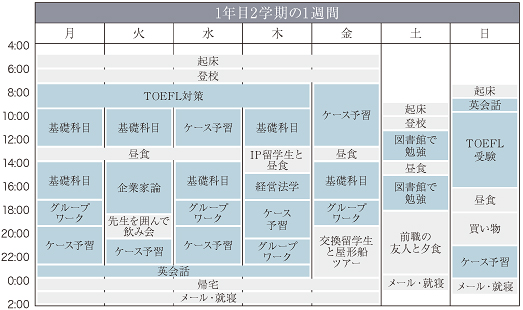 1年目2学期の1週間
月 火 水 木 金 土 日
4:00
6:00
8:00
10:00
12:00
14:00
16:00
18:00
20:00
22:00
0:00
2:00
起床
登校
TOEFL対策
基礎科目
基礎科目
ケース予習
基礎科目
ケース予習
昼食
IP留学生と
昼食
昼食
基礎科目
企業家論
基礎科目
経営法学
基礎科目
グループ
ワーク
先生を囲んで
飲み会
グループ
ワーク
ケース
予習
グループ
ワーク
ケース予習
ケース予習
ケース予習
グループ
ワーク
交換留学生
と屋形船
ツアー
英会話
帰宅
メール・就寝
起床
登校
図書館で
勉強
昼食
図書館で
勉強
前職の
友人と夕食
メール・就寝
起床
英会話
TOEFL
受験
昼食
買い物
ケース予習
メール・就寝